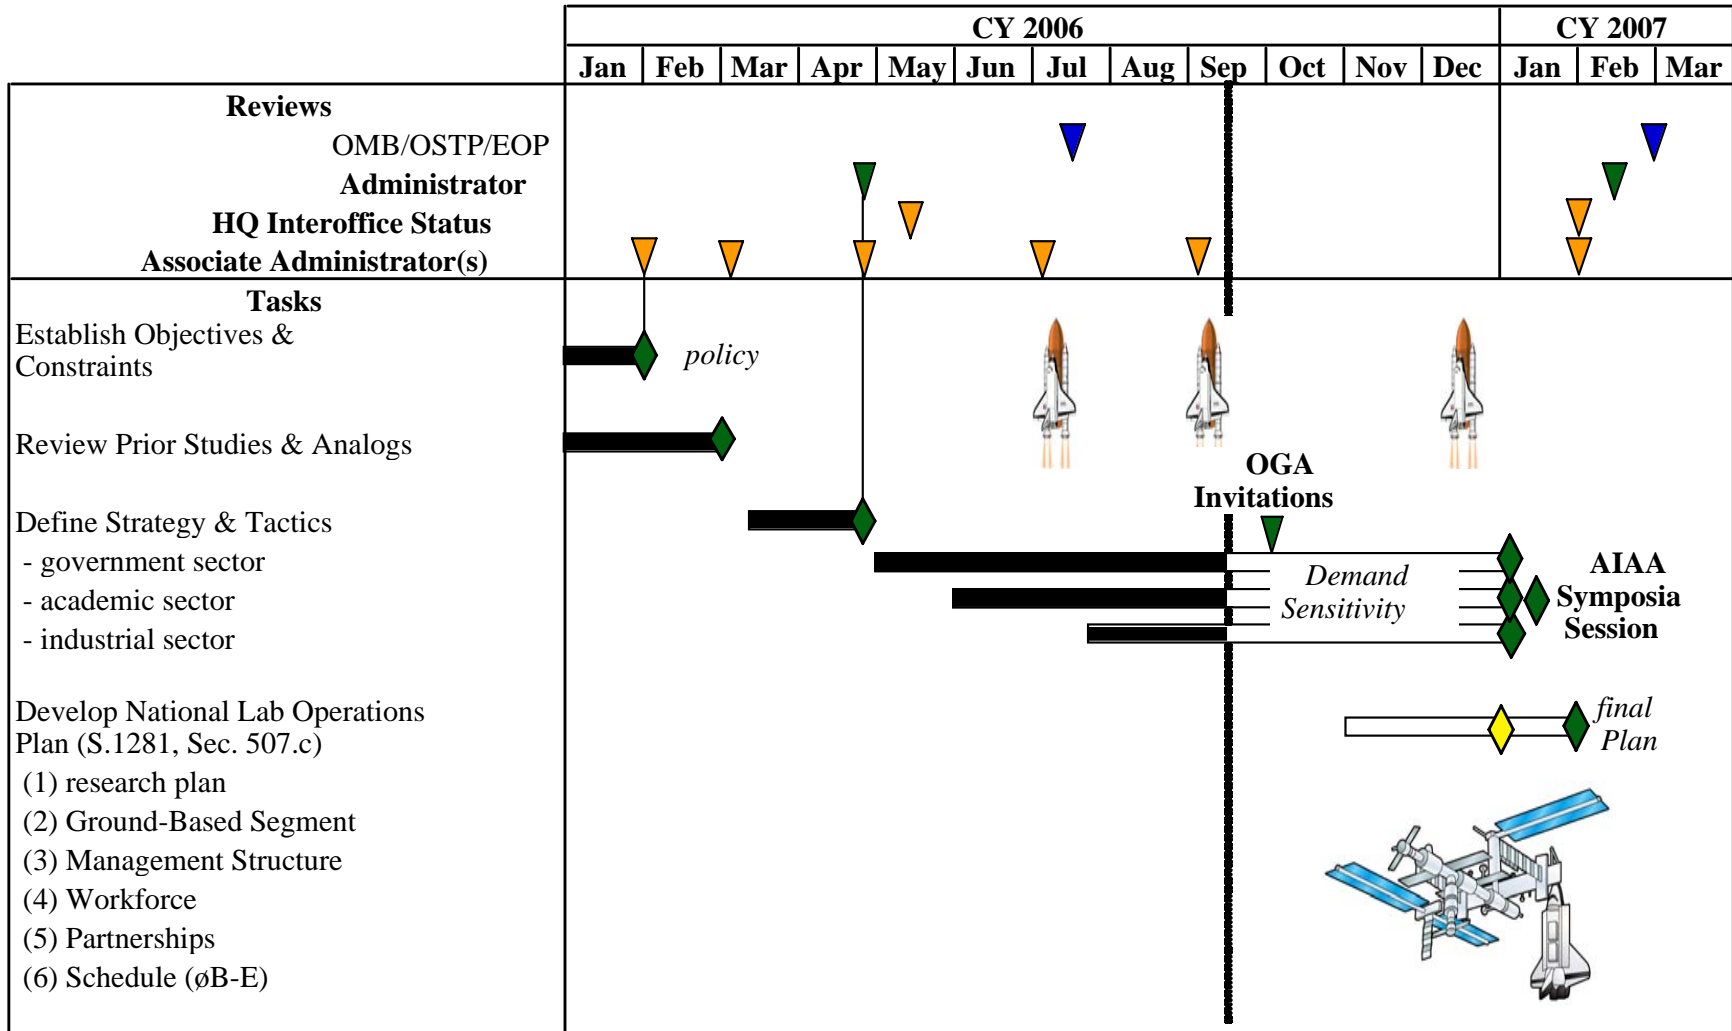 CY 2006 CY 2007
Jan Feb Mar Apr May Jun Jul Aug Sep Oct Nov Dec Jan Feb Mar
Reviews
OMB/OSTP/EOP
Administrator
HQ Interoffice Status
Associate Administrator(s)
Tasks
Establish Objectives &
Constraints
policy
Review Prior Studies & Analogs
OGA
Invitations
Define Strategy & Tactics
- government sector
- academic sector
- industrial sector
Demand
Sensitivity
AIAA
Symposia
Session
Develop National Lab Operations
Plan (S.1281, Sec. 507.c)
final
Plan
(1) research plan
(2) Ground-Based Segment
(3) Management Structure
(4) Workforce
(5) Partnerships
(6) Schedule (øB-E)